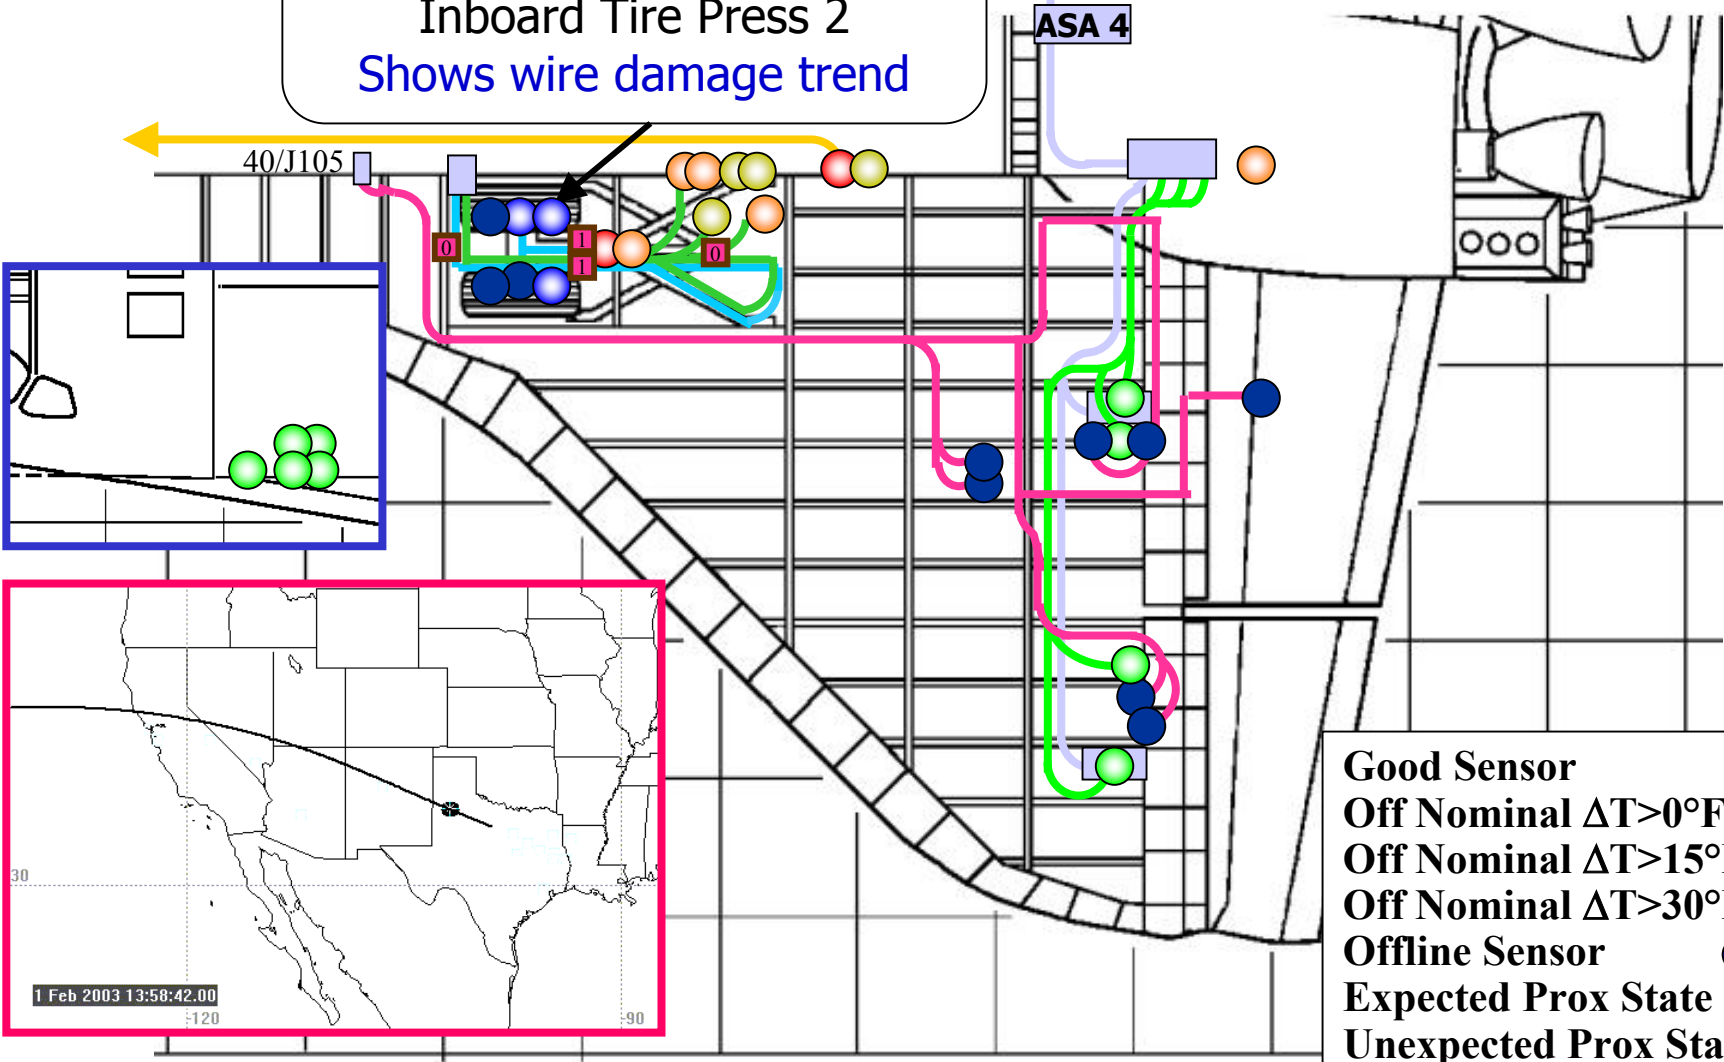 Inboard Tire Press 2
Shows wire damage trend
ASA 4
40/J105
0
1
1
0
30
1 Feb 2003 13:58:42.00
-120
-90
Good Sensor
Off Nominal ΔT>0°F
Off Nominal ΔT>15°
Off Nominal ΔT>30°
Offline Sensor
Expected Prox State
Unexpected Prox Sta